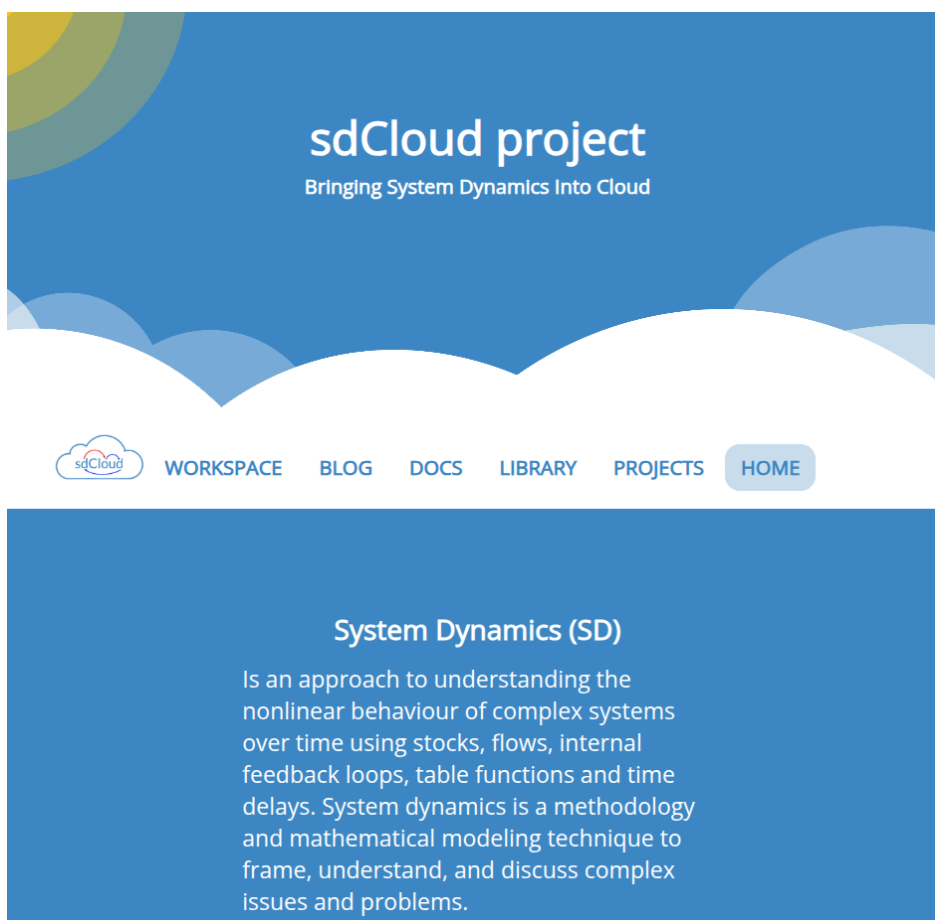 sdCloud project
Bringing System Dynamics Into Cloud
sdCloud
WORKSPACE BLOG DOCS LIBRARY PROJECTS HOME
System Dynamics (SD)
Is an approach to understanding the
nonlinear behaviour of complex systems
over time using stocks, flows, internal
feedback loops, table functions and time
delays. System dynamics is a methodology
and mathematical modeling technique to
frame, understand, and discuss complex
issues and problems.